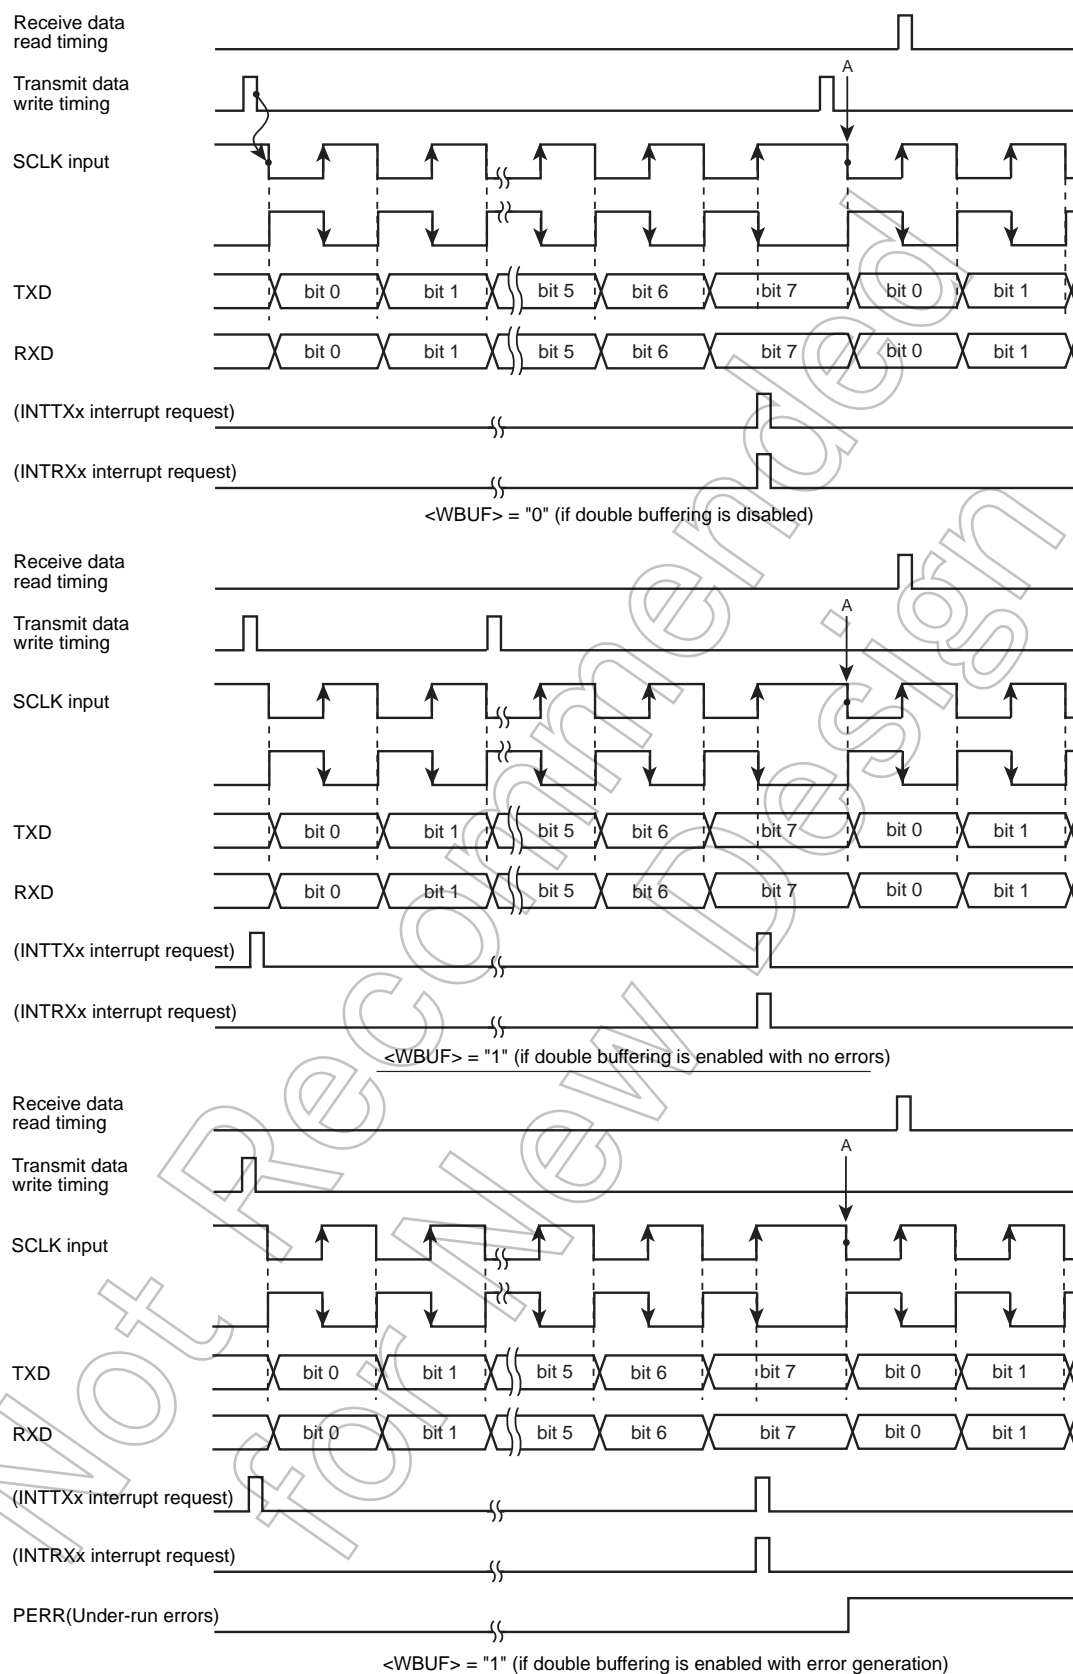 Receive data
read timing
Transmit data
write timing
A
SCLK input
TXD
bit 0 bit 1 bit 5 bit 6 bit 7 bit 0 bit 1
RXD
bit 0 bit 1 bit 5 bit 6 bit 7 bit 0 bit 1
(INTTXx interrupt request)
(INTRXx interrupt request)
<WBUF> = "0" (if double buffering is disabled)
Receive data
read timing
Transmit data
write timing
A
SCLK input
TXD
bit 0 bit 1 bit 5 bit 6 bit 7 bit 0 bit 1
RXD
bit 0 bit 1 bit 5 bit 6 bit 7 bit 0 bit 1
(INTTXx interrupt request)
(INTRXx interrupt request)
<WBUF> = "1" (if double buffering is enabled with no errors)
Receive data
read timing
Transmit data
write timing
A
SCLK input
TXD
bit 0 bit 1 bit 5 bit 6 bit 7 bit 0 bit 1
RXD
bit 0 bit 1 bit 5 bit 6 bit 7 bit 0 bit 1
(INTTXx interrupt request)
(INTRXx interrupt request)
PERR(Under-run errors)
<WBUF> = "1" (if double buffering is enabled with error generation)
Not Recommended
for New Design